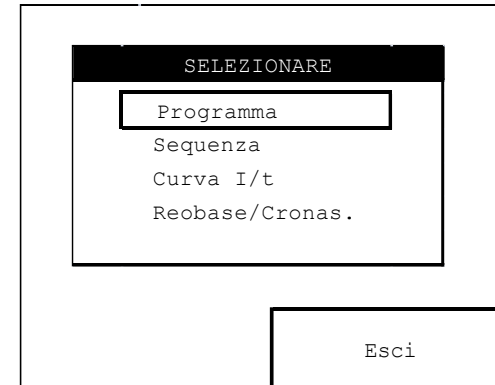 SELEZIONARE
Programma
Sequenza
Curva I/t
Reobase/Cronas.
Esci